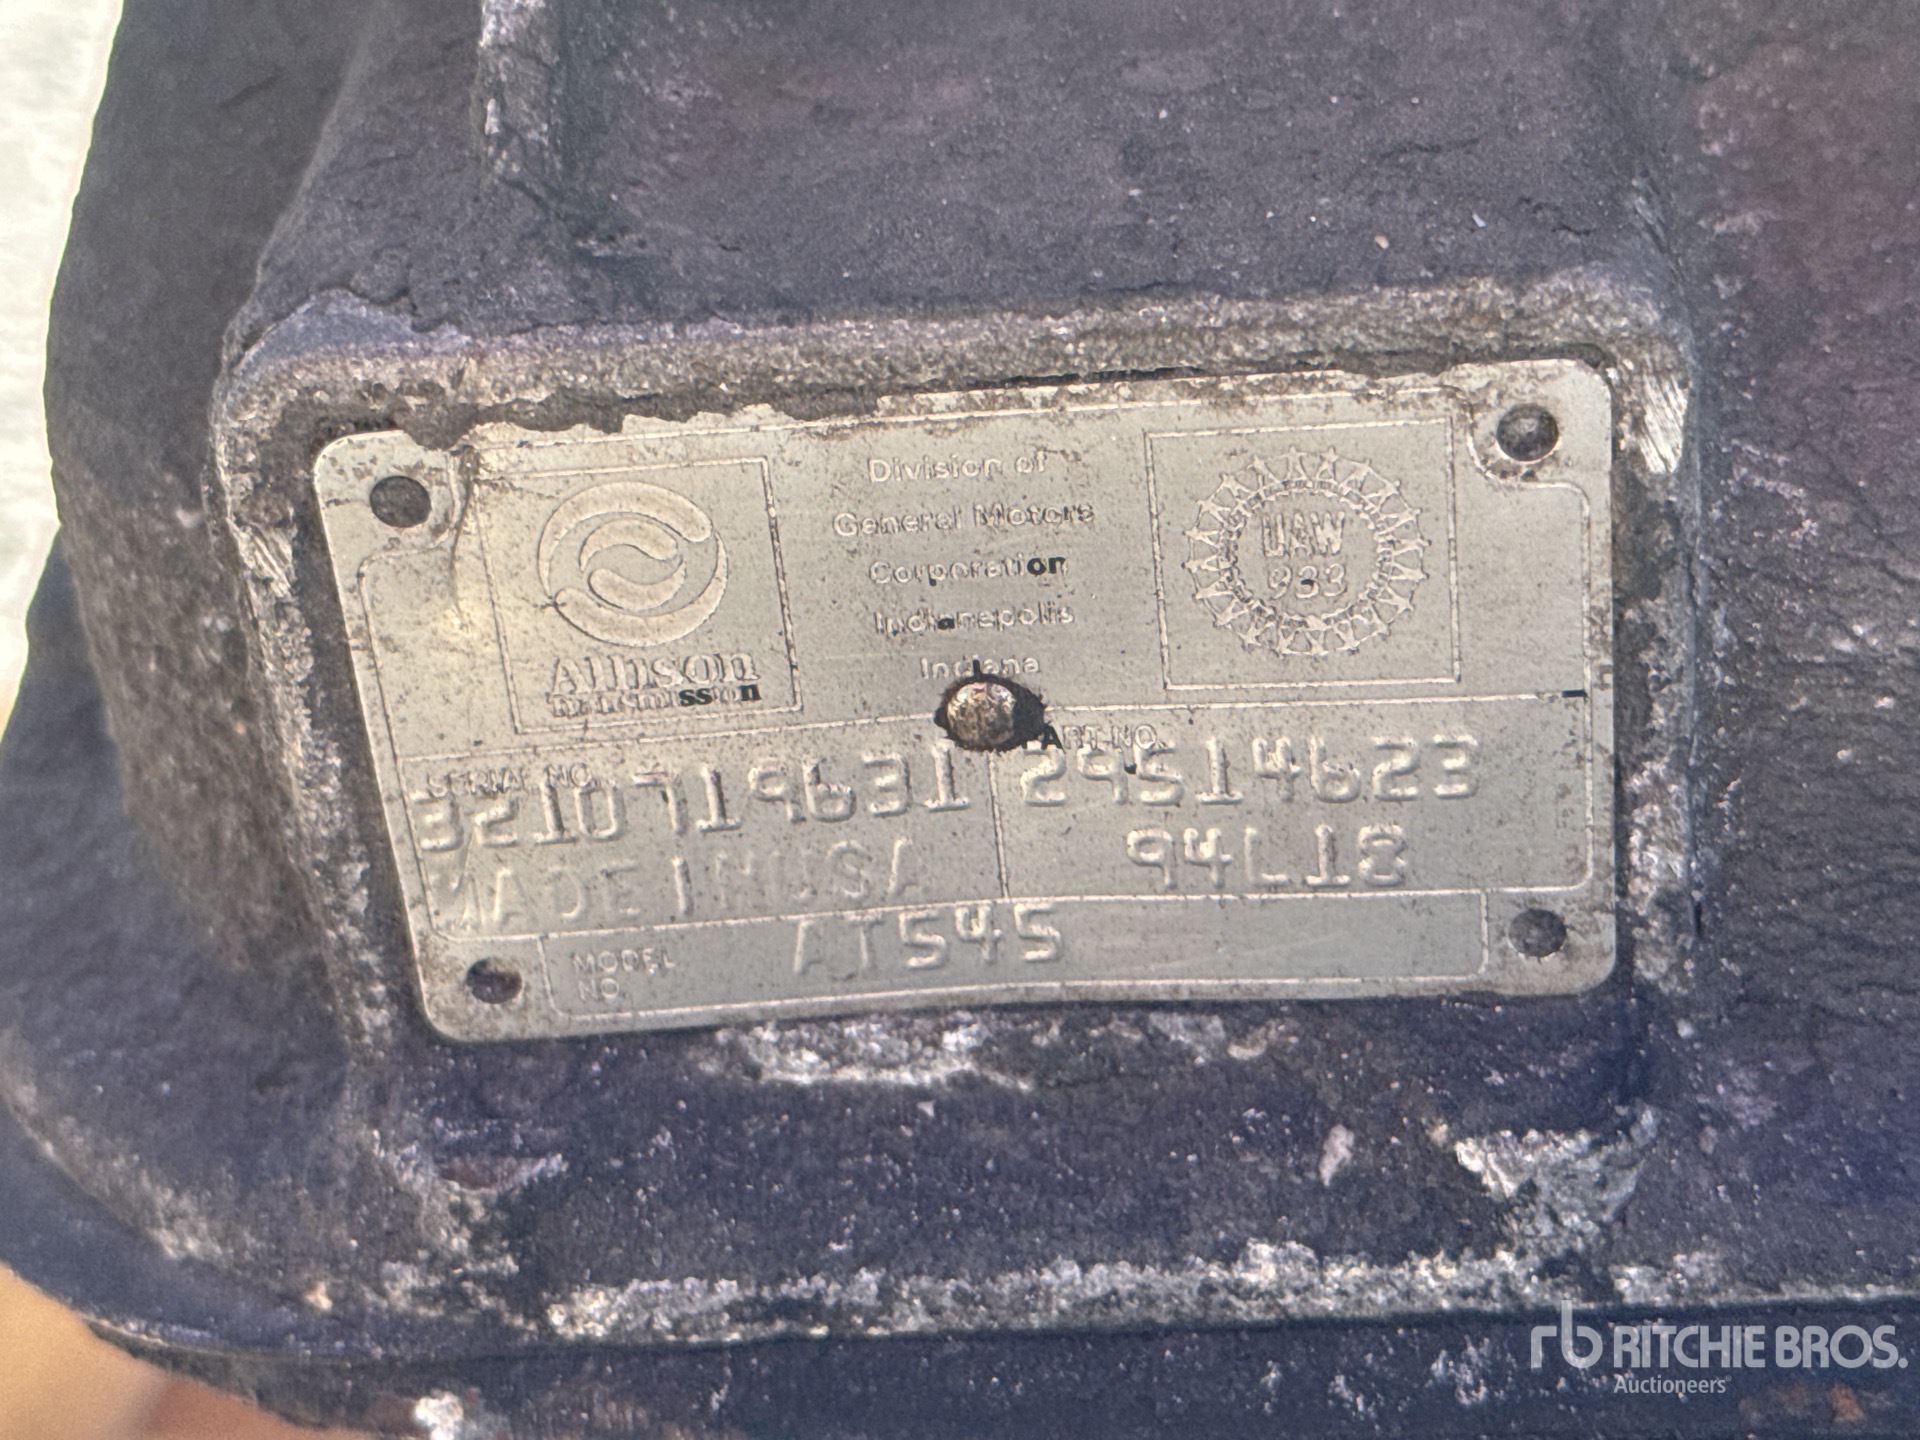 Division of
General Motors
Corporation
Indianapolis
Indiana
Allison
Transmission
UAW
933
SERIAL NO.
PART NO.
3210719631
29514623
MADE IN USA
94L18
MODEL
NO.
AT545
rb RITCHIE BROS.
Auctioneers